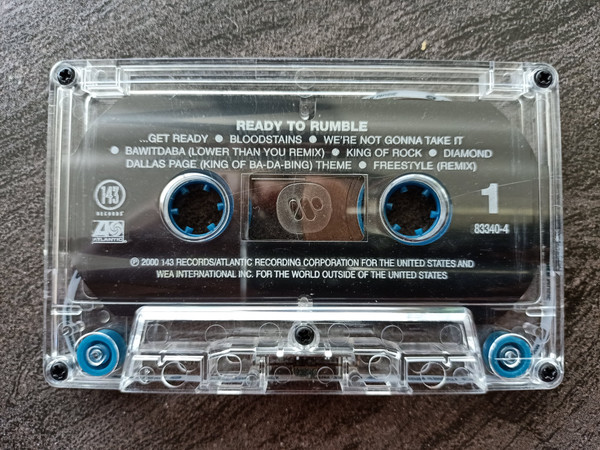 READY TO RUMBLE
...GET READY ● BLOODSTAINS ● WE'RE NOT GONNA TAKE IT
● BAWITDABA (LOWER THAN YOU REMIX) ● KING OF ROCK ● DIAMOND
DALLAS PAGE (KING OF BA-DA-BING) THEME ● FREESTYLE (REMIX)
143
RECORDS
ATLANTIC
1
83340-4
℗ 2000 143 RECORDS/ATLANTIC RECORDING CORPORATION FOR THE UNITED STATES AND
WEA INTERNATIONAL INC. FOR THE WORLD OUTSIDE OF THE UNITED STATES